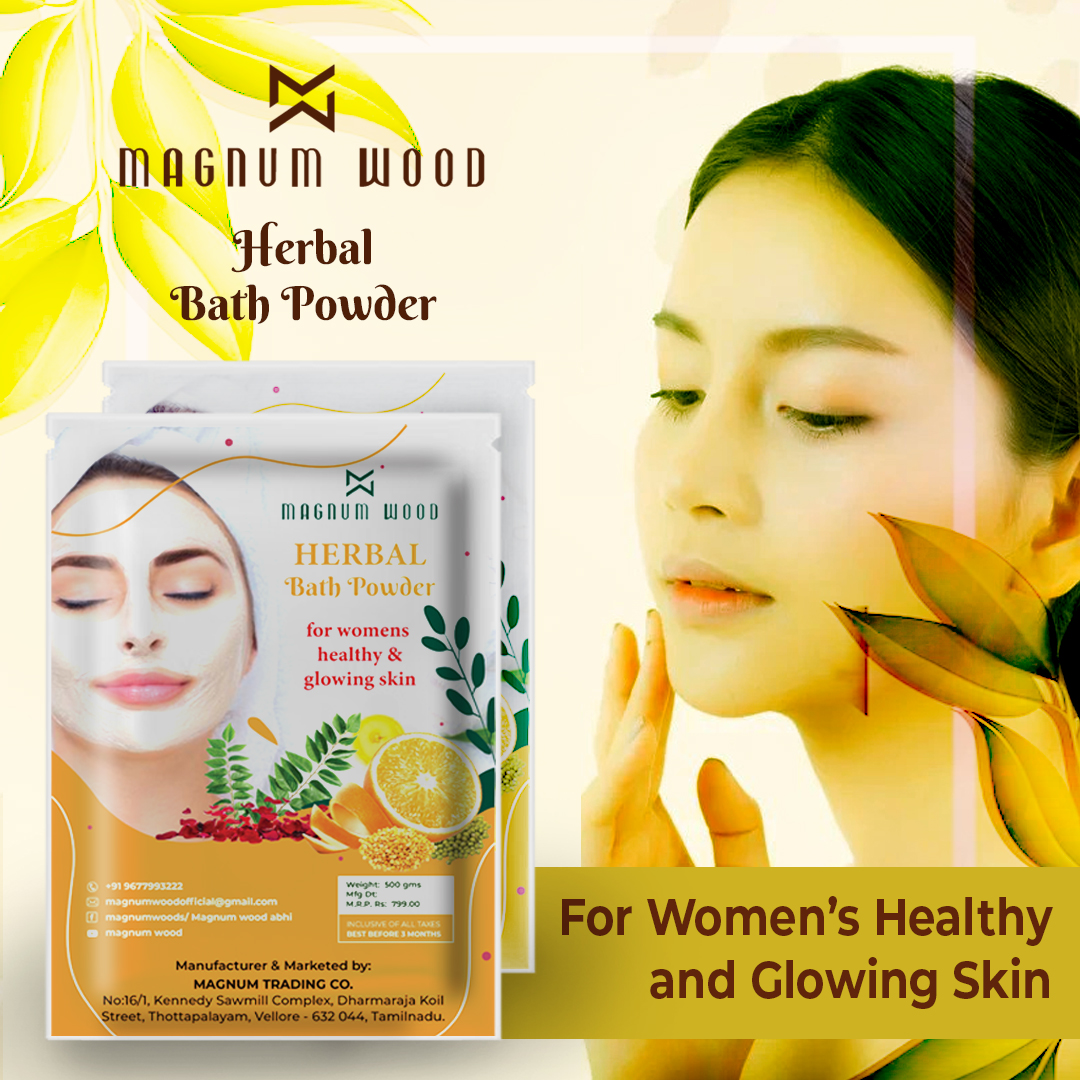 MAGNUM WOOD
Herbal
Bath Powder
MAGNUM WOOD
HERBAL
Bath Powder
for womens
healthy &
glowing skin
+91 9677993222
magnumwoodofficial@gmail.com
magnumwoods/ Magnum wood abhi
magnum wood
Weight: 500 gms
Mfg Dt:
M.R.P. Rs: 799.00
INCLUSIVE OF ALL TAXES
BEST BEFORE 3 MONTHS
Manufacturer & Marketed by:
MAGNUM TRADING CO.
No:16/1, Kennedy Sawmill Complex, Dharmaraja Koil
Street, Thottapalayam, Vellore - 632 044, Tamilnadu.
For Women’s Healthy
and Glowing Skin